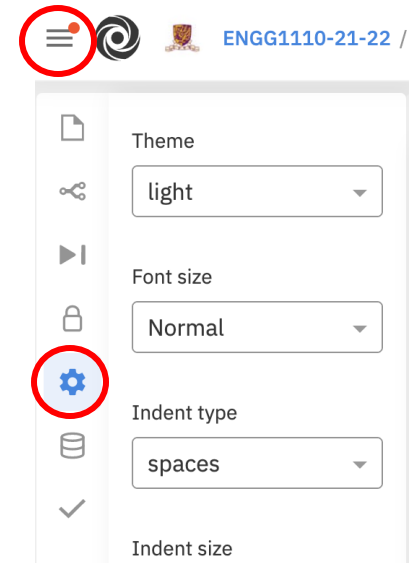 ENGG1110-21-22 /
Theme
light
Font size
Normal
Indent type
spaces
Indent size